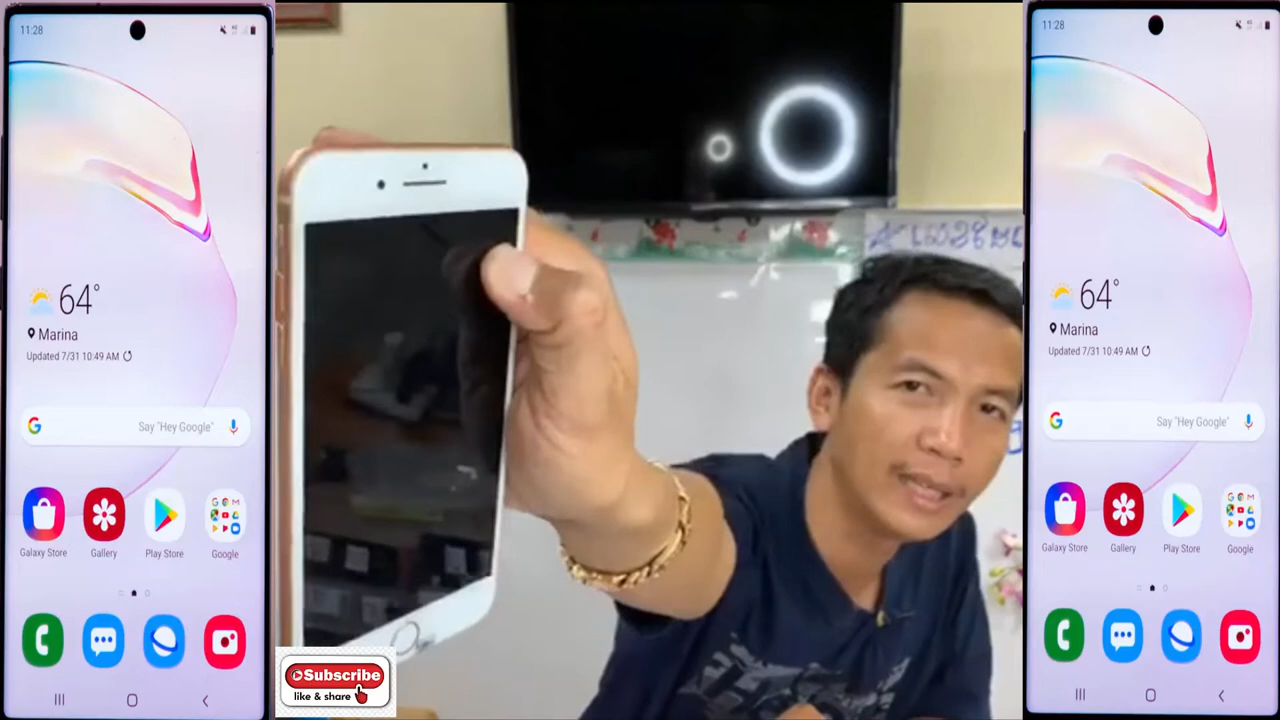 11:28
64°
Marina
Updated 7/31 10:49 AM
Say "Hey Google"
Galaxy Store
Gallery
Play Store
Google
Subscribe
like & share
11:28
64°
Marina
Updated 7/31 10:49 AM
Say "Hey Google"
Galaxy Store
Gallery
Play Store
Google